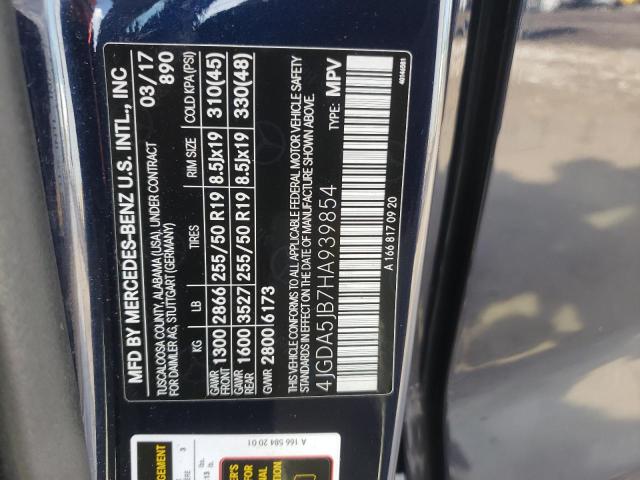 MFD BY MERCEDES-BENZ U.S. INTL., INC
TUSCALOOSA COUNTY, ALABAMA (USA), UNDER CONTRACT
FOR DAIMLER AG, STUTTGART (GERMANY)
03/17
890
KG LB TIRES RIM SIZE COLD KPA(PSI)
GAWR FRONT 1300 2866 255/50 R19 8.5Jx19 310(45)
GAWR REAR 1600 3527 255/50 R19 8.5Jx19 330(48)
GVWR 2800 6173
THIS VEHICLE CONFORMS TO ALL APPLICABLE FEDERAL MOTOR VEHICLE SAFETY
STANDARDS IN EFFECT ON THE DATE OF MANUFACTURE SHOWN ABOVE.
4JGDA5JB7HA939854 TYPE: MPV
A 166 817 09 20
40146581
A 166 584 20 01